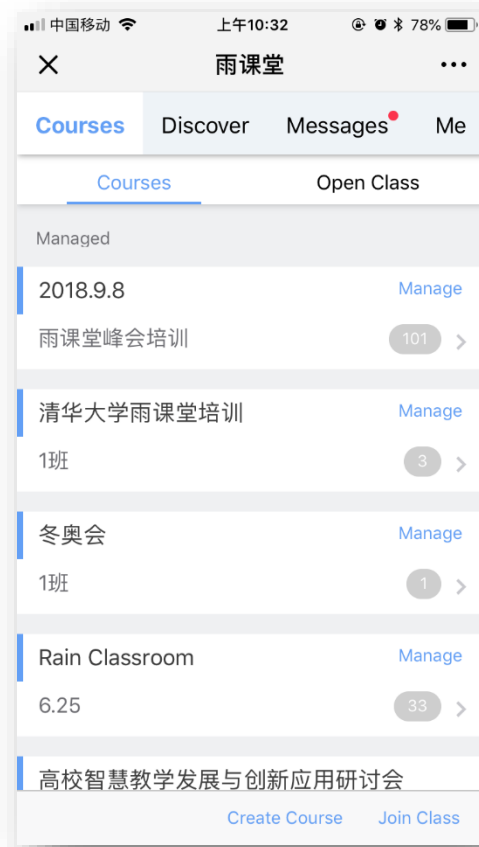 中国移动 上午10:32 78%
雨课堂
Courses Discover Messages Me
Courses Open Class
Managed
2018.9.8 Manage
雨课堂峰会培训 101
清华大学雨课堂培训 Manage
1班 3
冬奥会 Manage
1班 1
Rain Classroom Manage
6.25 33
高校智慧教学发展与创新应用研讨会
Create Course Join Class